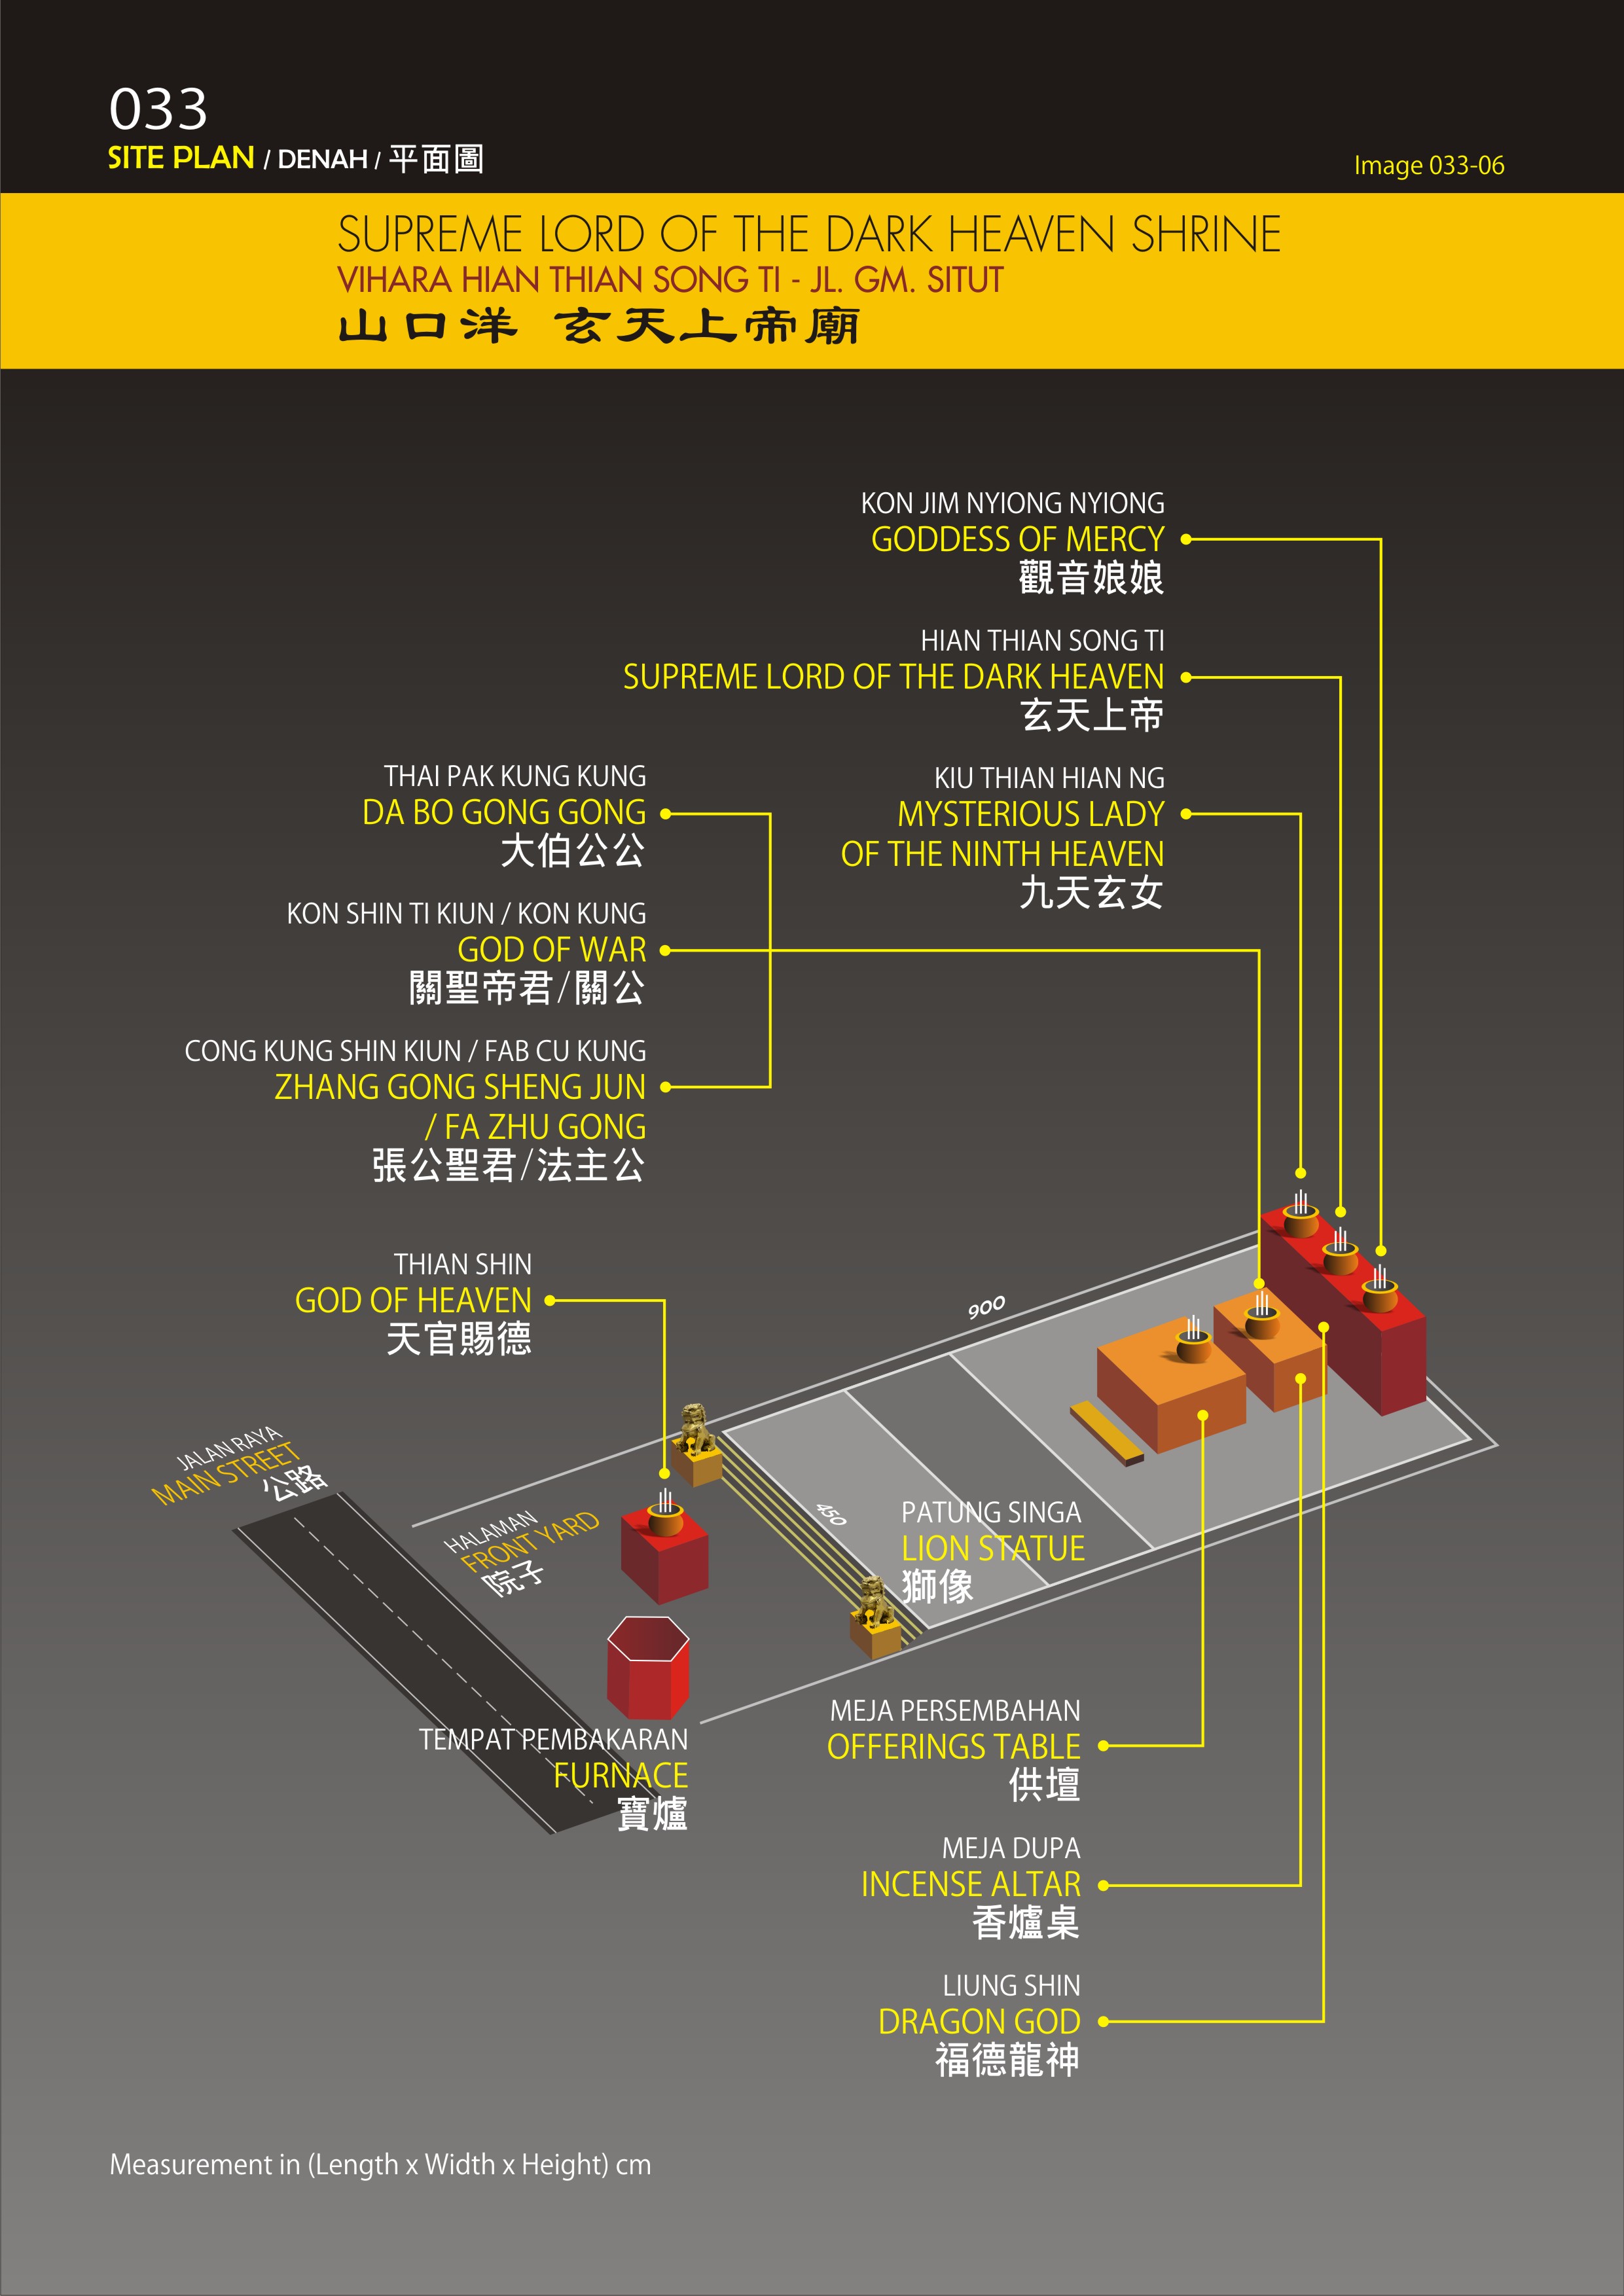 033
SITE PLAN / DENAH / 平面圖
Image 033-06
SUPREME LORD OF THE DARK HEAVEN SHRINE
VIHARA HIAN THIAN SONG TI - JL. GM. SITUT
山口洋 玄天上帝廟
KON JIM NYIONG NYIONG
GODDESS OF MERCY
觀音娘娘
HIAN THIAN SONG TI
SUPREME LORD OF THE DARK HEAVEN
玄天上帝
THAI PAK KUNG KUNG
DA BO GONG GONG
大伯公公
KIU THIAN HIAN NG
MYSTERIOUS LADY
OF THE NINTH HEAVEN
九天玄女
KON SHIN TI KIUN / KON KUNG
GOD OF WAR
關聖帝君/關公
CONG KUNG SHIN KIUN / FAB CU KUNG
ZHANG GONG SHENG JUN
/ FA ZHU GONG
張公聖君/法主公
THIAN SHIN
GOD OF HEAVEN
天官賜德
900
JALAN RAYA
MAIN STREET
公路
HALAMAN
FRONT YARD
院子
450
PATUNG SINGA
LION STATUE
獅像
TEMPAT PEMBAKARAN
FURNACE
寶爐
MEJA PERSEMBAHAN
OFFERINGS TABLE
供壇
MEJA DUPA
INCENSE ALTAR
香爐桌
LIUNG SHIN
DRAGON GOD
福德龍神
Measurement in (Length x Width x Height) cm